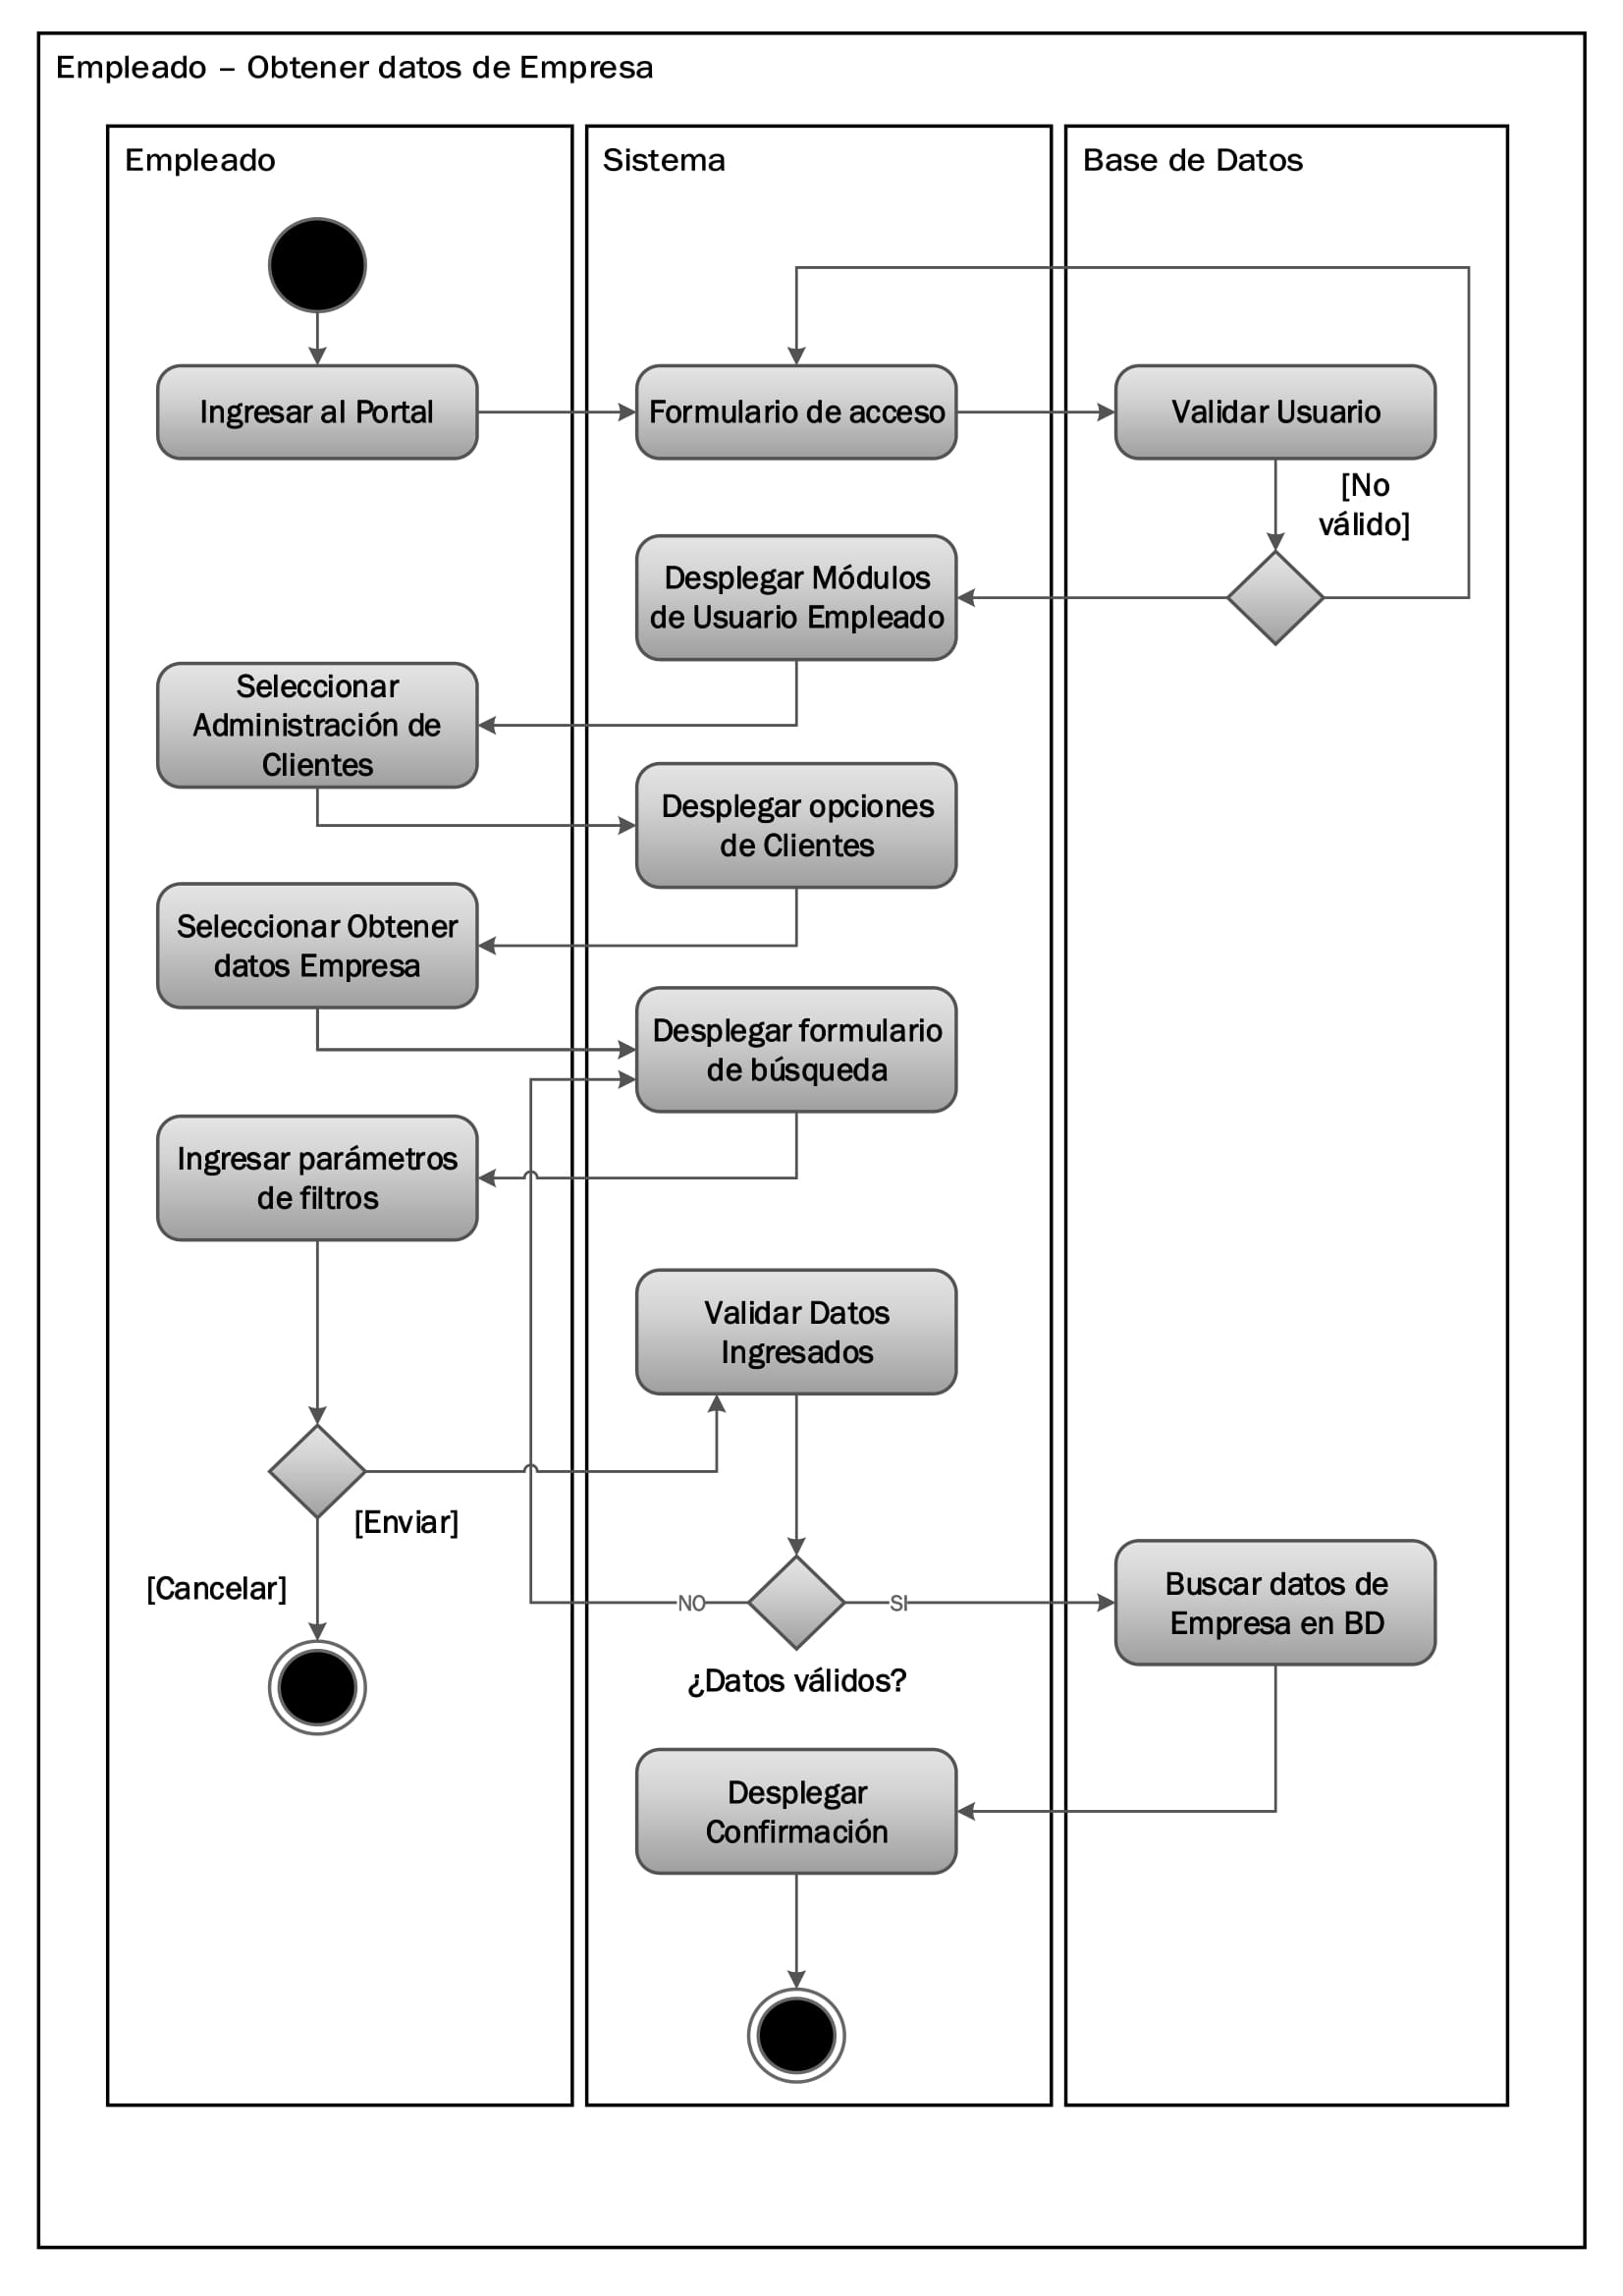 Empleado – Obtener datos de Empresa
Empleado
Sistema
Base de Datos
Ingresar al Portal
Formulario de acceso
Validar Usuario
[No
válido]
Desplegar Módulos
de Usuario Empleado
Seleccionar
Administración de
Clientes
Desplegar opciones
de Clientes
Seleccionar Obtener
datos Empresa
Desplegar formulario
de búsqueda
Ingresar parámetros
de filtros
Validar Datos
Ingresados
[Enviar]
[Cancelar]
NO
SI
¿Datos válidos?
Buscar datos de
Empresa en BD
Desplegar
Confirmación